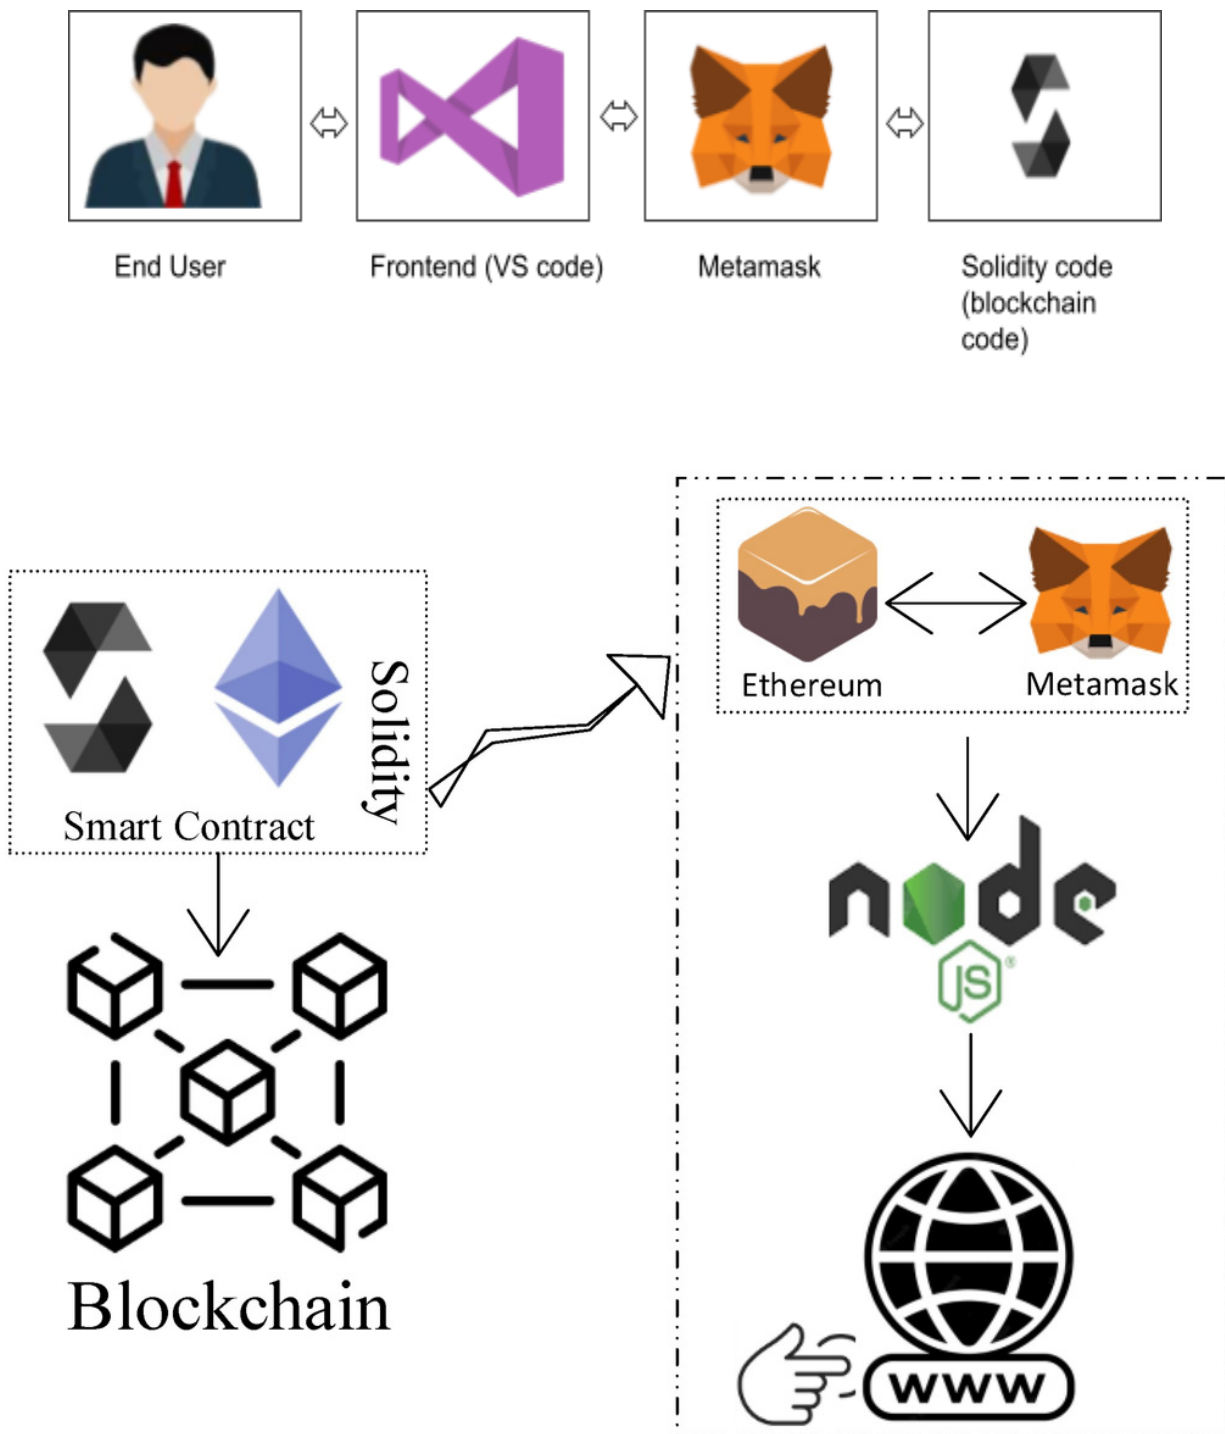 End User
Frontend (VS code)
Metamask
Solidity code
(blockchain
code)
Smart Contract
Solidity
Ethereum
Metamask
node
JS®
Blockchain
www